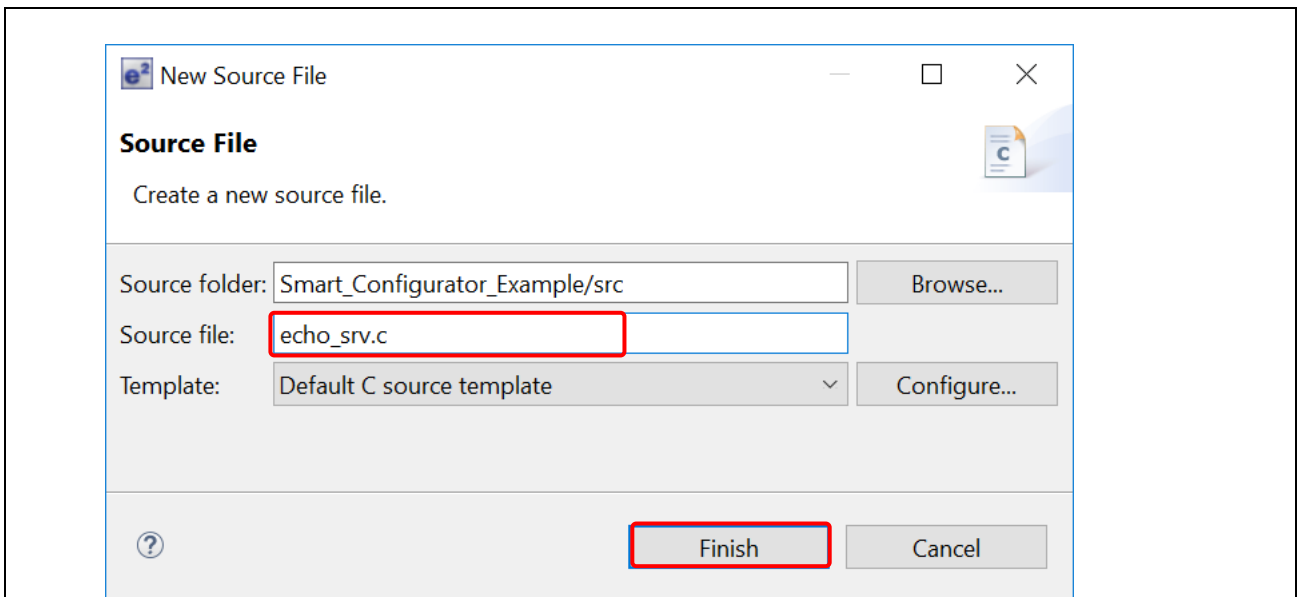 e² New Source File
Source File
c
Create a new source file.
Source folder: Smart_Configurator_Example/src Browse...
Source file: echo_srv.c
Template: Default C source template Configure...
? Finish Cancel